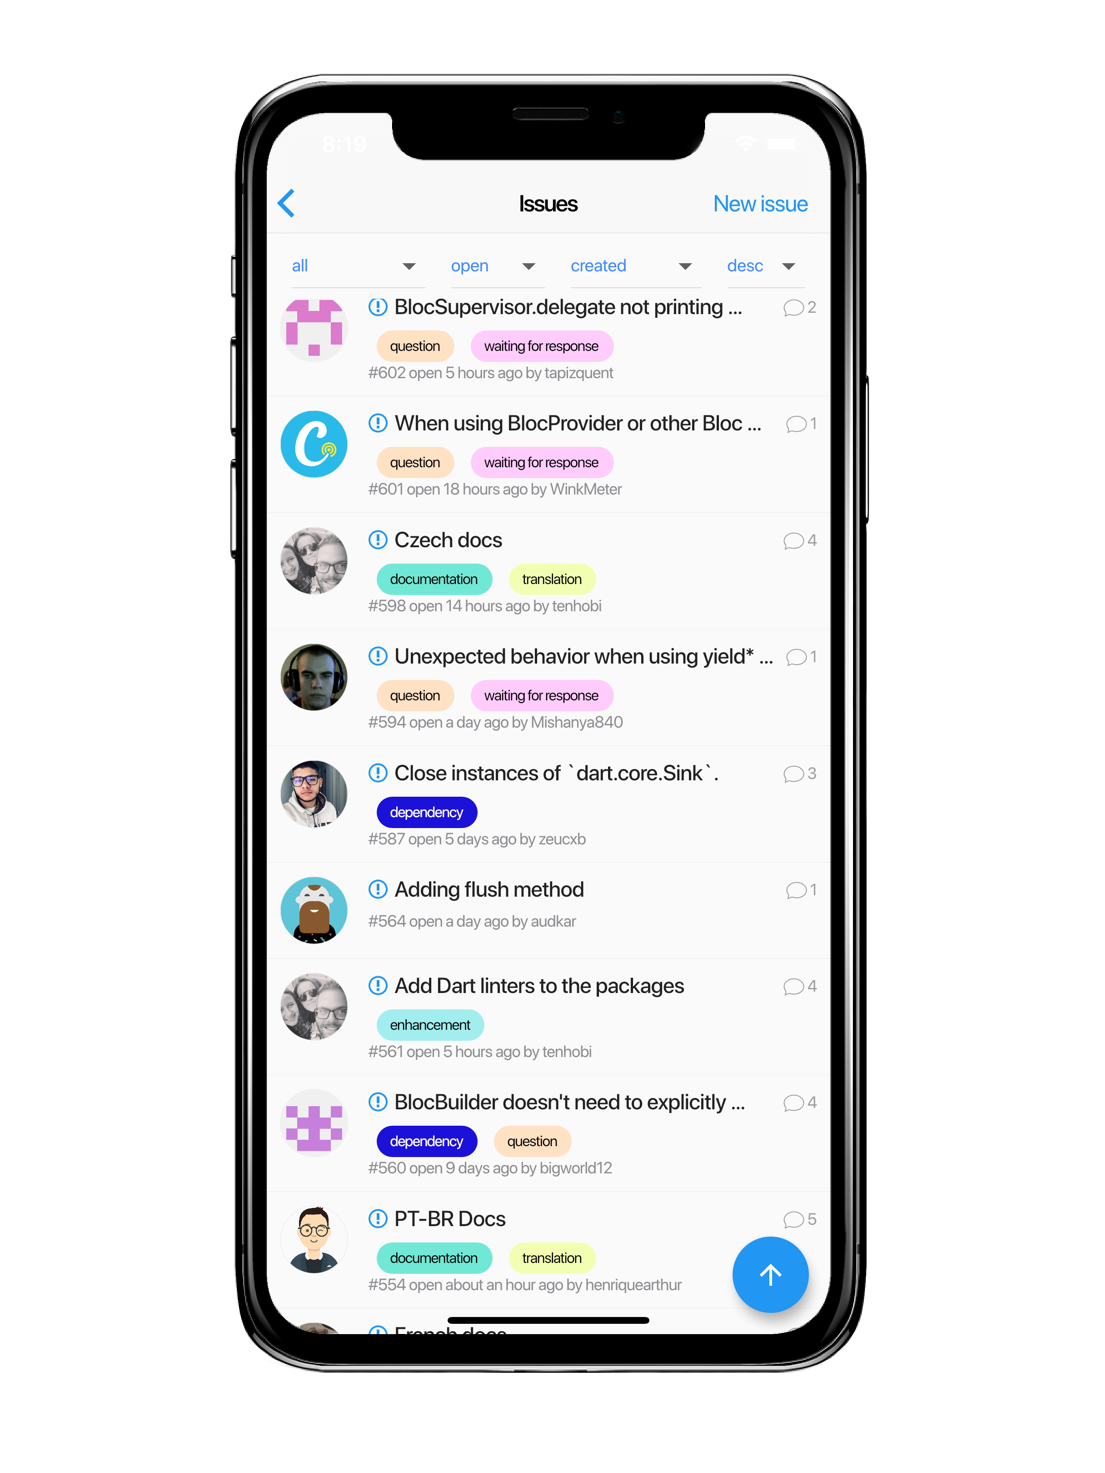 8:19
Issues
New issue
all
open
created
desc
BlocSupervisor.delegate not printing ...
2
question
waiting for response
#602 open 5 hours ago by tapizquent
When using BlocProvider or other Bloc ...
1
question
waiting for response
#601 open 18 hours ago by WinkMeter
Czech docs
4
documentation
translation
#598 open 14 hours ago by tenhobi
Unexpected behavior when using yield* ...
1
question
waiting for response
#594 open a day ago by Mishanya840
Close instances of `dart.core.Sink`.
3
dependency
#587 open 5 days ago by zeucxb
Adding flush method
1
#564 open a day ago by audkar
Add Dart linters to the packages
4
enhancement
#561 open 5 hours ago by tenhobi
BlocBuilder doesn't need to explicitly ...
4
dependency
question
#560 open 9 days ago by bigworld12
PT-BR Docs
5
documentation
translation
#554 open about an hour ago by henriquearthur
French docs